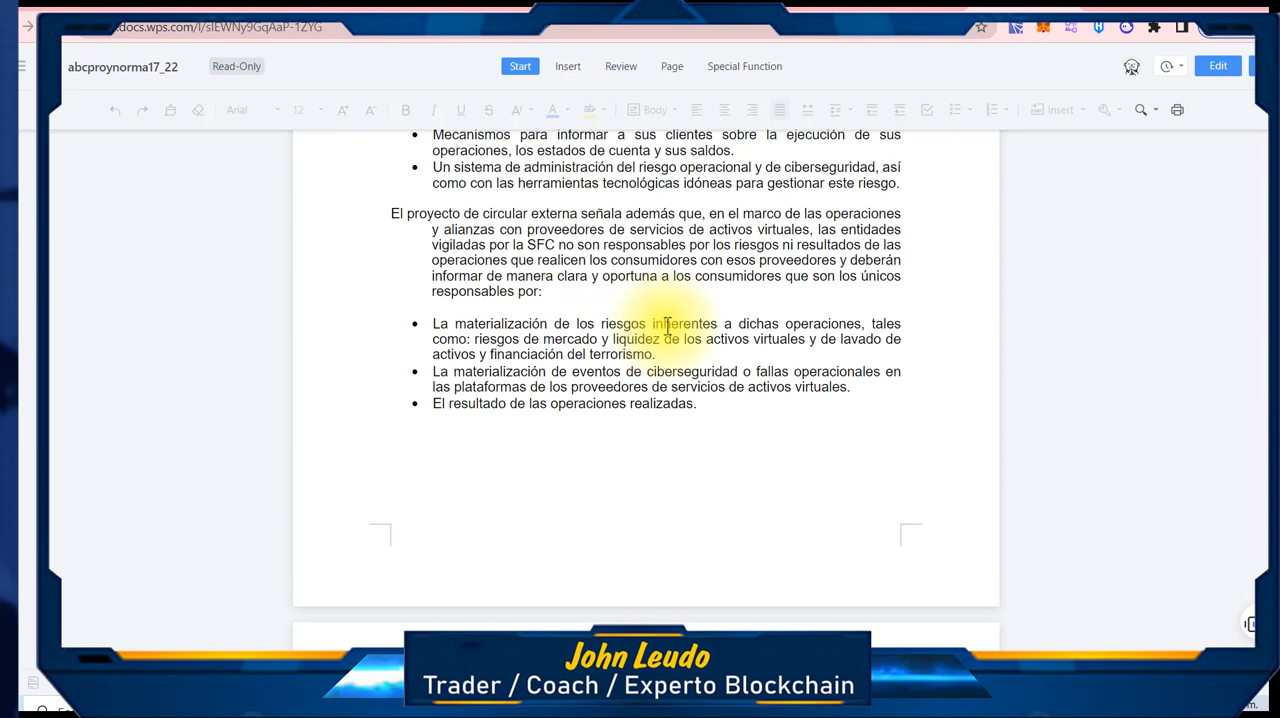 docs.wps.com/l/sIEWNy9GqAaP-1ZYG
abcproynorma17_22 Read-Only Start Insert Review Page Special Function Edit
Arial 12 Body Insert
Mecanismos para informar a sus clientes sobre la ejecución de sus
operaciones, los estados de cuenta y sus saldos.
Un sistema de administración del riesgo operacional y de ciberseguridad, así
como con las herramientas tecnológicas idóneas para gestionar este riesgo.
El proyecto de circular externa señala además que, en el marco de las operaciones
y alianzas con proveedores de servicios de activos virtuales, las entidades
vigiladas por la SFC no son responsables por los riesgos ni resultados de las
operaciones que realicen los consumidores con esos proveedores y deberán
informar de manera clara y oportuna a los consumidores que son los únicos
responsables por:
La materialización de los riesgos inherentes a dichas operaciones, tales
como: riesgos de mercado y liquidez de los activos virtuales y de lavado de
activos y financiación del terrorismo.
La materialización de eventos de ciberseguridad o fallas operacionales en
las plataformas de los proveedores de servicios de activos virtuales.
El resultado de las operaciones realizadas.
John Leudo
Trader / Coach / Experto Blockchain